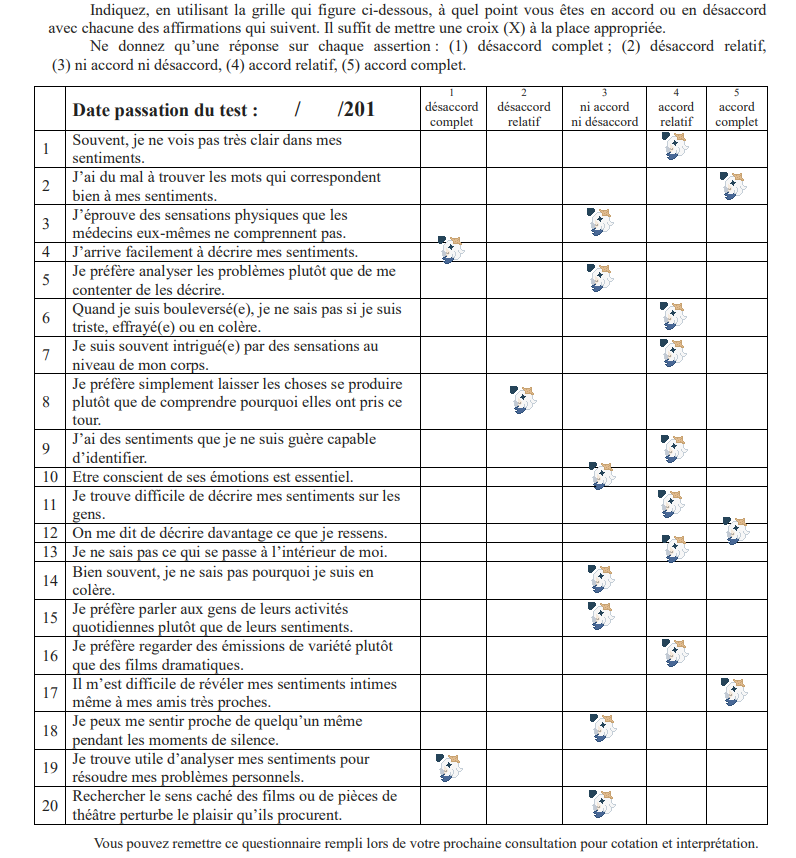 Indiquez, en utilisant la grille qui figure ci-dessous, à quel point vous êtes en accord ou en désaccord
avec chacune des affirmations qui suivent. Il suffit de mettre une croix (X) à la place appropriée.
Ne donnez qu'une réponse sur chaque assertion : (1) désaccord complet ; (2) désaccord relatif,
(3) ni accord ni désaccord, (4) accord relatif, (5) accord complet.
Date passation du test : / /201
1 désaccord complet
2 désaccord relatif
3 ni accord ni désaccord
4 accord relatif
5 accord complet
1 Souvent, je ne vois pas très clair dans mes
sentiments.
2 J'ai du mal à trouver les mots qui correspondent
bien à mes sentiments.
3 J'éprouve des sensations physiques que les
médecins eux-mêmes ne comprennent pas.
4 J'arrive facilement à décrire mes sentiments.
5 Je préfère analyser les problèmes plutôt que de me
contenter de les décrire.
6 Quand je suis bouleversé(e), je ne sais pas si je suis
triste, effrayé(e) ou en colère.
7 Je suis souvent intrigué(e) par des sensations au
niveau de mon corps.
8 Je préfère simplement laisser les choses se produire
plutôt que de comprendre pourquoi elles ont pris ce
tour.
9 J'ai des sentiments que je ne suis guère capable
d'identifier.
10 Etre conscient de ses émotions est essentiel.
11 Je trouve difficile de décrire mes sentiments sur les
gens.
12 On me dit de décrire davantage ce que je ressens.
13 Je ne sais pas ce qui se passe à l'intérieur de moi.
14 Bien souvent, je ne sais pas pourquoi je suis en
colère.
15 Je préfère parler aux gens de leurs activités
quotidiennes plutôt que de leurs sentiments.
16 Je préfère regarder des émissions de variété plutôt
que des films dramatiques.
17 Il m'est difficile de révéler mes sentiments intimes
même à mes amis très proches.
18 Je peux me sentir proche de quelqu'un même
pendant les moments de silence.
19 Je trouve utile d'analyser mes sentiments pour
résoudre mes problèmes personnels.
20 Rechercher le sens caché des films ou de pièces de
théâtre perturbe le plaisir qu'ils procurent.
Vous pouvez remettre ce questionnaire rempli lors de votre prochaine consultation pour cotation et interprétation.